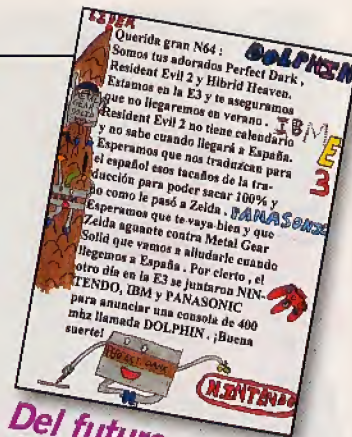 LIDER
Querida gran N64 :
DOLPHIN
Somos tus adorados Perfect Dark ,
Resident Evil 2 y Hibrid Heaven.
Estamos en la E3 y te aseguramos
que no llegaremos en verano .
Resident Evil 2 no tiene calendario
IBM
y no sabe cuando llegará a España.
E
3
Esperamos que nos traduzcan para
el español esos tacaños de la tra-
ducción para poder sacar 100% y
no como le pasó a Zelda .
PANASONIC
Esperamos que te vaya bien y que
Zelda aguante contra Metal Gear
Solid que vamos a alludarle cuando
llegemos a España . Por cierto , el
otro día en la E3 se juntaron NIN-
TENDO, IBM y PANASONIC
para anunciar una consola de 400
mhz llamada DOLPHIN . ¡Buena
suerte!
NINTENDO
Del futuro